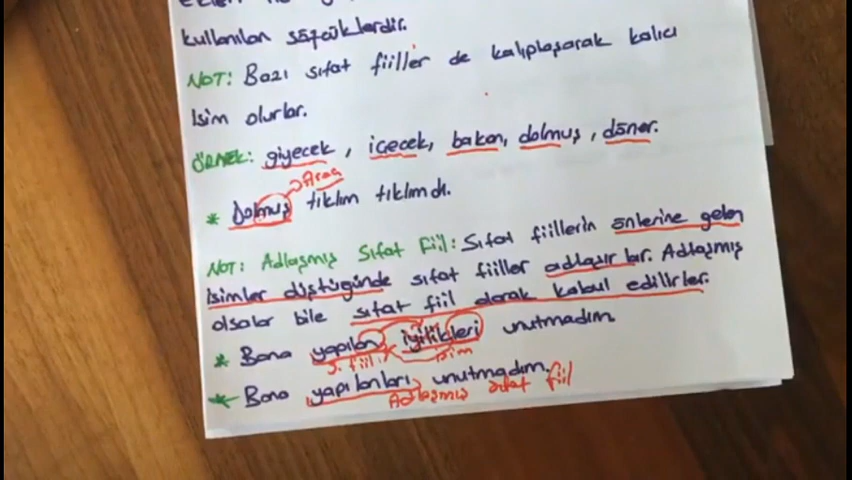 kullanılan sözcüklerdir.
NOT: Bazı sıfat fiiller de kalıplaşarak kalıcı
isim olurlar.
ÖRNEK: giyecek, içecek, bakan, dolmuş, döner.
Araç
* Dolmuş tıklım tıklımdı.
NOT: Adlaşmış Sıfat Fiil: Sıfat fiillerin önlerine gelen
isimler düştüğünde sıfat fiiller adlaşırlar. Adlaşmış
olsalar bile sıfat fiil olarak kabul edilirler.
* Bana yapılan iyilikleri unutmadım.
S. fiil isim
* Bana yapılanları unutmadım.
Adlaşmış sıfat fiil